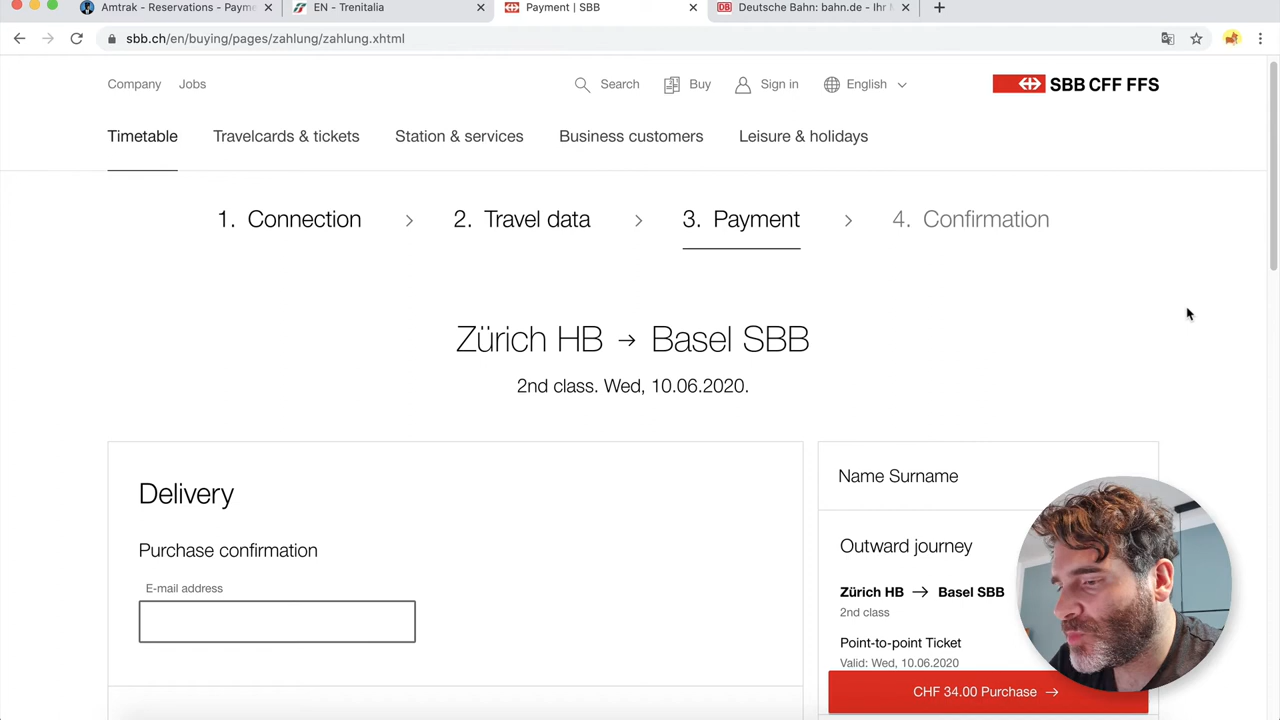 Amtrak - Reservations - Payme
EN - Trenitalia
Payment | SBB
DB Deutsche Bahn: bahn.de - Ihr M
sbb.ch/en/buying/pages/zahlung/zahlung.xhtml
Company Jobs
Search Buy Sign in English
SBB CFF FFS
Timetable Travelcards & tickets Station & services Business customers Leisure & holidays
1. Connection 2. Travel data 3. Payment 4. Confirmation
Zürich HB → Basel SBB
2nd class. Wed, 10.06.2020.
Delivery
Purchase confirmation
E-mail address
Name Surname
Outward journey
Zürich HB → Basel SBB
2nd class
Point-to-point Ticket
Valid: Wed, 10.06.2020
CHF 34.00 Purchase →